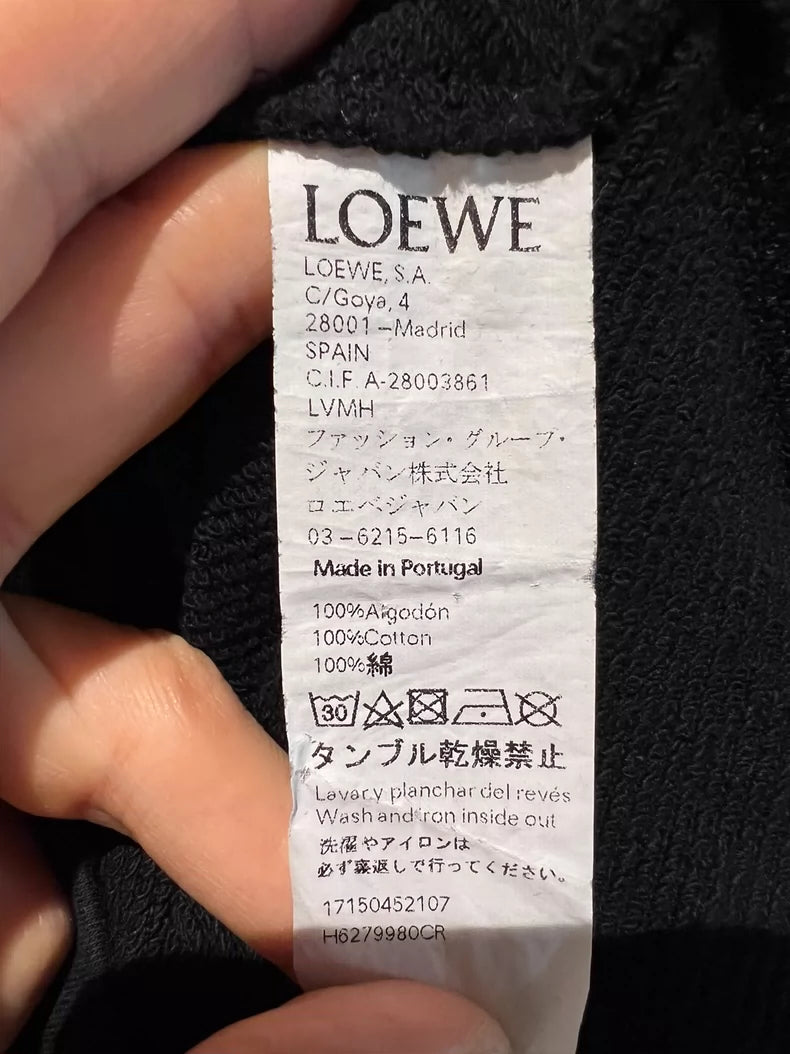 LOEWE
LOEWE, S.A.
C/Goya, 4
28001 –Madrid
SPAIN
C.I.F. A-28003861
LVMH
ファッション・グループ・
ジャパン株式会社
ロエベジャパン
03–6215–6116
Made in Portugal
100%Algodón
100%Cotton
100%綿
30
タンブル乾燥禁止
Lavar y planchar del revés
Wash and iron inside out
洗濯やアイロンは
必ず裏返しで行ってください。
17150452107
H6279980CR